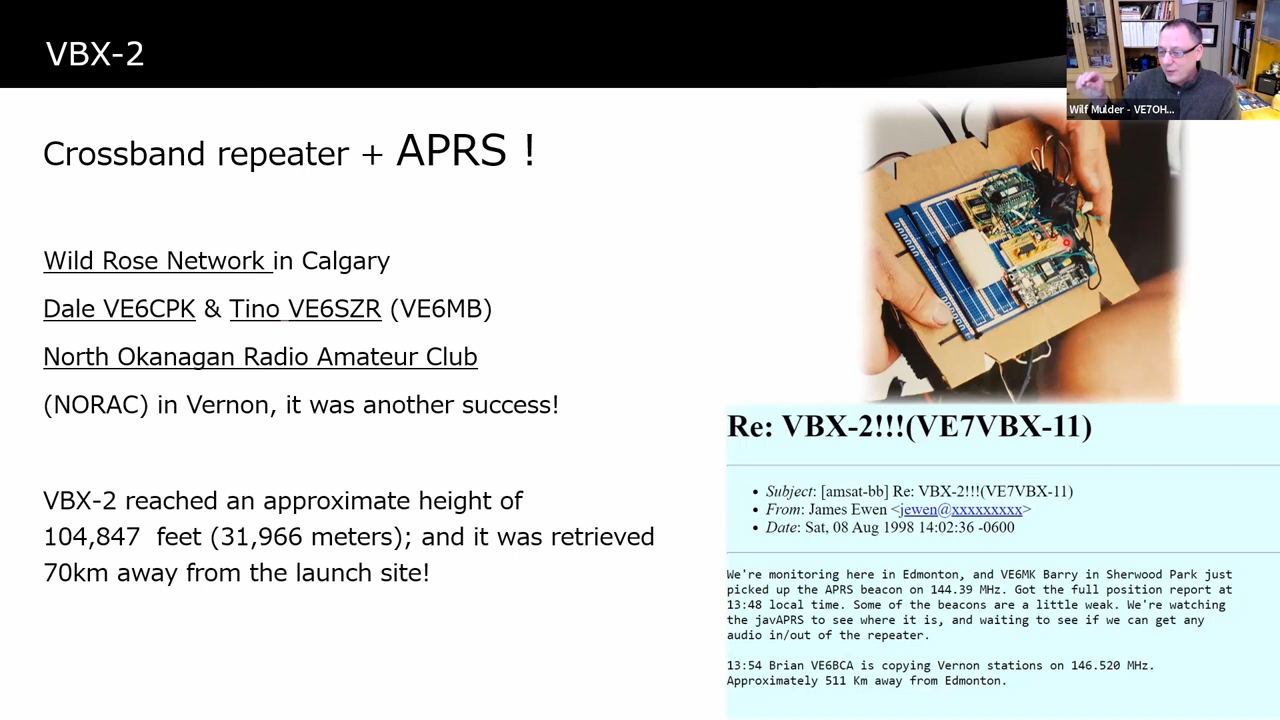 VBX-2
Wilf Mulder - VE7OH...
Crossband repeater + APRS !
Wild Rose Network in Calgary
Dale VE6CPK & Tino VE6SZR (VE6MB)
North Okanagan Radio Amateur Club
(NORAC) in Vernon, it was another success!
VBX-2 reached an approximate height of
104,847 feet (31,966 meters); and it was retrieved
70km away from the launch site!
Re: VBX-2!!!(VE7VBX-11)
• Subject: [amsat-bb] Re: VBX-2!!!(VE7VBX-11)
• From: James Ewen <jewen@xxxxxxxxx>
• Date: Sat, 08 Aug 1998 14:02:36 -0600
We're monitoring here in Edmonton, and VE6MK Barry in Sherwood Park just
picked up the APRS beacon on 144.39 MHz. Got the full position report at
13:48 local time. Some of the beacons are a little weak. We're watching
the javAPRS to see where it is, and waiting to see if we can get any
audio in/out of the repeater.
13:54 Brian VE6BCA is copying Vernon stations on 146.520 MHz.
Approximately 511 Km away from Edmonton.